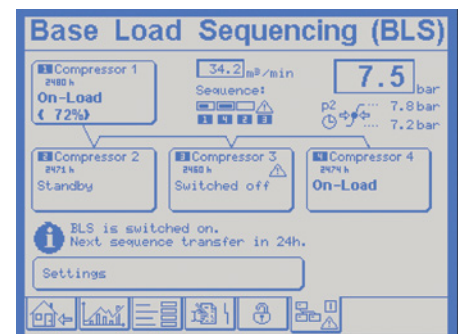 Base Load Sequencing (BLS)
1 Compressor 1
2480 h
On-Load
( 72%)
34.2 m³/min
Sequence:
1 4 2 3
7.5 bar
p2 7.8 bar
7.2 bar
2 Compressor 2
2471 h
Standby
3 Compressor 3
2460 h
Switched off
4 Compressor 4
2474 h
On-Load
BLS is switched on.
Next sequence transfer in 24h.
Settings